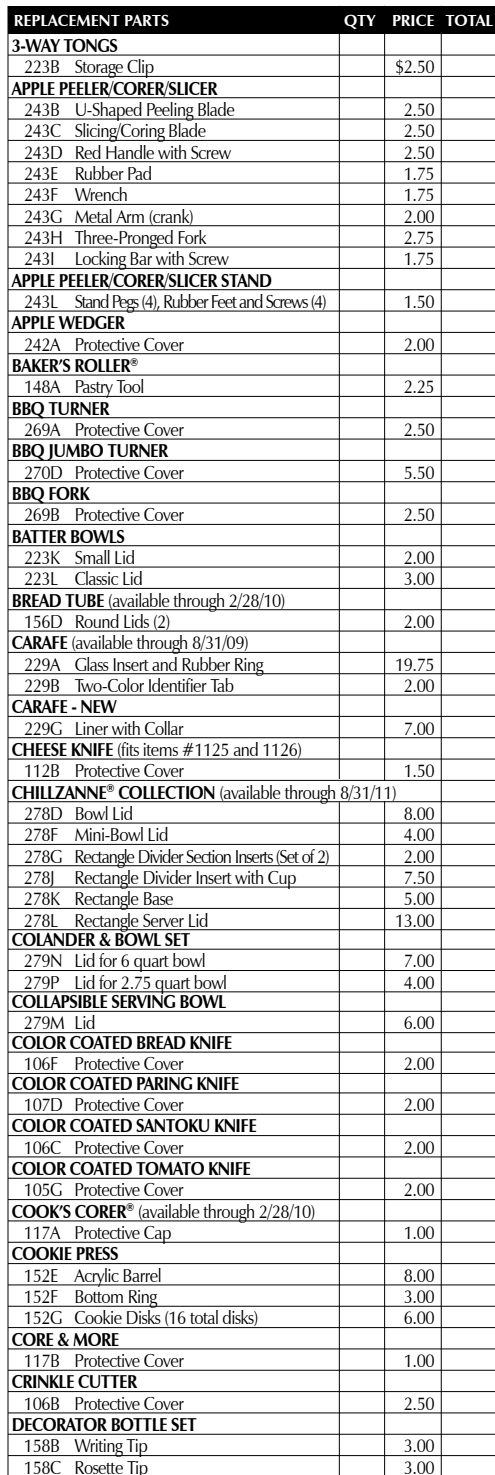 REPLACEMENT PARTS QTY PRICE TOTAL
3-WAY TONGS
223B Storage Clip $2.50
APPLE PEELER/CORER/SLICER
243B U-Shaped Peeling Blade 2.50
243C Slicing/Coring Blade 2.50
243D Red Handle with Screw 2.50
243E Rubber Pad 1.75
243F Wrench 1.75
243G Metal Arm (crank) 2.00
243H Three-Pronged Fork 2.75
243I Locking Bar with Screw 1.75
APPLE PEELER/CORER/SLICER STAND
243L Stand Pegs (4), Rubber Feet and Screws (4) 1.50
APPLE WEDGER
242A Protective Cover 2.00
BAKER'S ROLLER®
148A Pastry Tool 2.25
BBQ TURNER
269A Protective Cover 2.50
BBQ JUMBO TURNER
270D Protective Cover 5.50
BBQ FORK
269B Protective Cover 2.50
BATTER BOWLS
223K Small Lid 2.00
223L Classic Lid 3.00
BREAD TUBE (available through 2/28/10)
156D Round Lids (2) 2.00
CARAFE (available through 8/31/09)
229A Glass Insert and Rubber Ring 19.75
229B Two-Color Identifier Tab 2.00
CARAFE - NEW
229G Liner with Collar 7.00
CHEESE KNIFE (fits items #1125 and 1126)
112B Protective Cover 1.50
CHILLZANNE® COLLECTION (available through 8/31/11)
278D Bowl Lid 8.00
278F Mini-Bowl Lid 4.00
278G Rectangle Divider Section Inserts (Set of 2) 2.00
278J Rectangle Divider Insert with Cup 7.50
278K Rectangle Base 5.00
278L Rectangle Server Lid 13.00
COLANDER & BOWL SET
279N Lid for 6 quart bowl 7.00
279P Lid for 2.75 quart bowl 4.00
COLLAPSIBLE SERVING BOWL
279M Lid 6.00
COLOR COATED BREAD KNIFE
106F Protective Cover 2.00
COLOR COATED PARING KNIFE
107D Protective Cover 2.00
COLOR COATED SANTOKU KNIFE
106C Protective Cover 2.00
COLOR COATED TOMATO KNIFE
105G Protective Cover 2.00
COOK'S CORER® (available through 2/28/10)
117A Protective Cap 1.00
COOKIE PRESS
152E Acrylic Barrel 8.00
152F Bottom Ring 3.00
152G Cookie Disks (16 total disks) 6.00
CORE & MORE
117B Protective Cover 1.00
CRINKLE CUTTER
106B Protective Cover 2.50
DECORATOR BOTTLE SET
158B Writing Tip 3.00
158C Rosette Tip 3.00